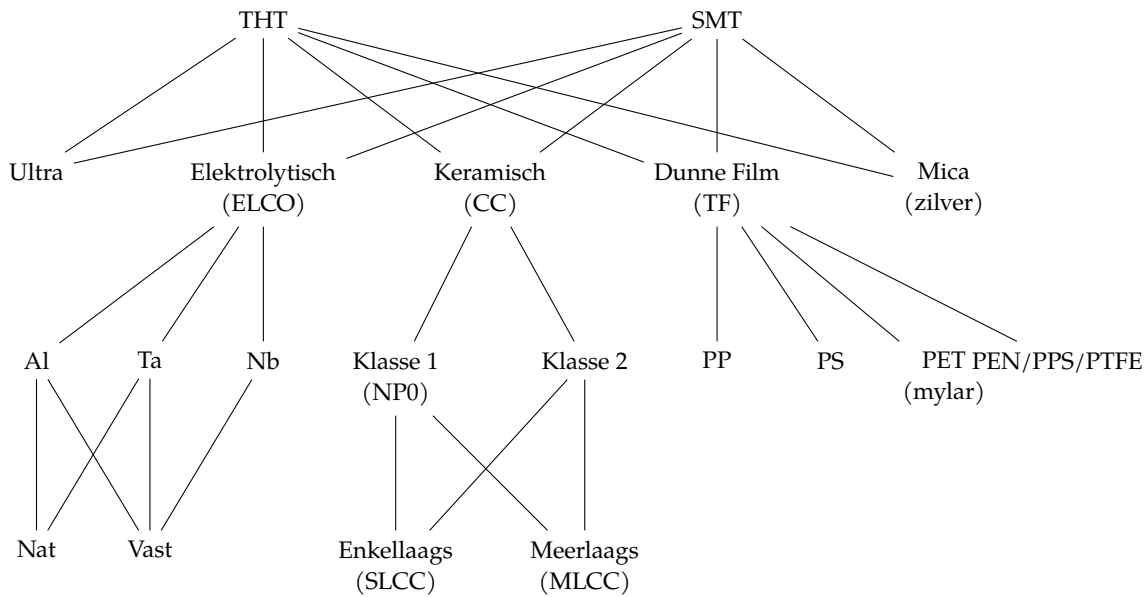 THT SMT
Ultra Elektrolytisch Keramisch Dunne Film Mica
(ELCO) (CC) (TF) (zilver)
Al Ta Nb Klasse 1 Klasse 2 PP PS PET PEN/PPS/PTFE
(NP0) (mylar)
Nat Vast Enkellaags Meerlaags
(SLCC) (MLCC)